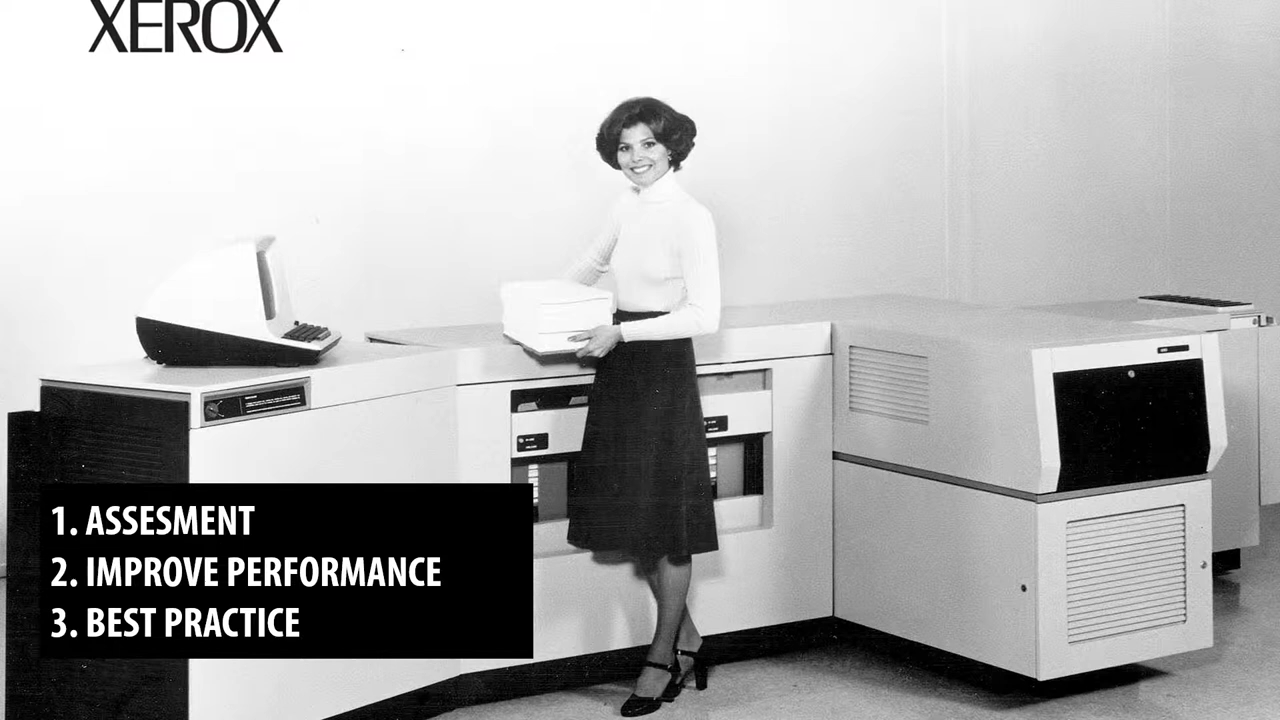 XEROX
1. ASSESMENT
2. IMPROVE PERFORMANCE
3. BEST PRACTICE